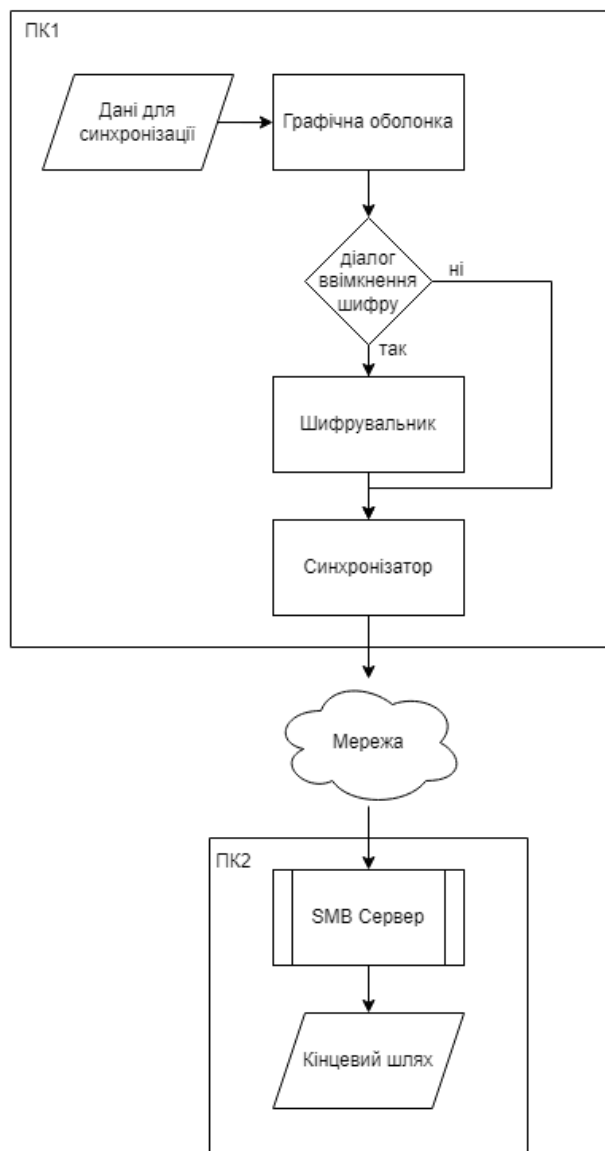 ПК1
Дані для
синхронізації
Графічна оболонка
діалог
ввімкнення
шифру
ні
так
Шифрувальник
Синхронізатор
Мережа
ПК2
SMB Сервер
Кінцевий шлях